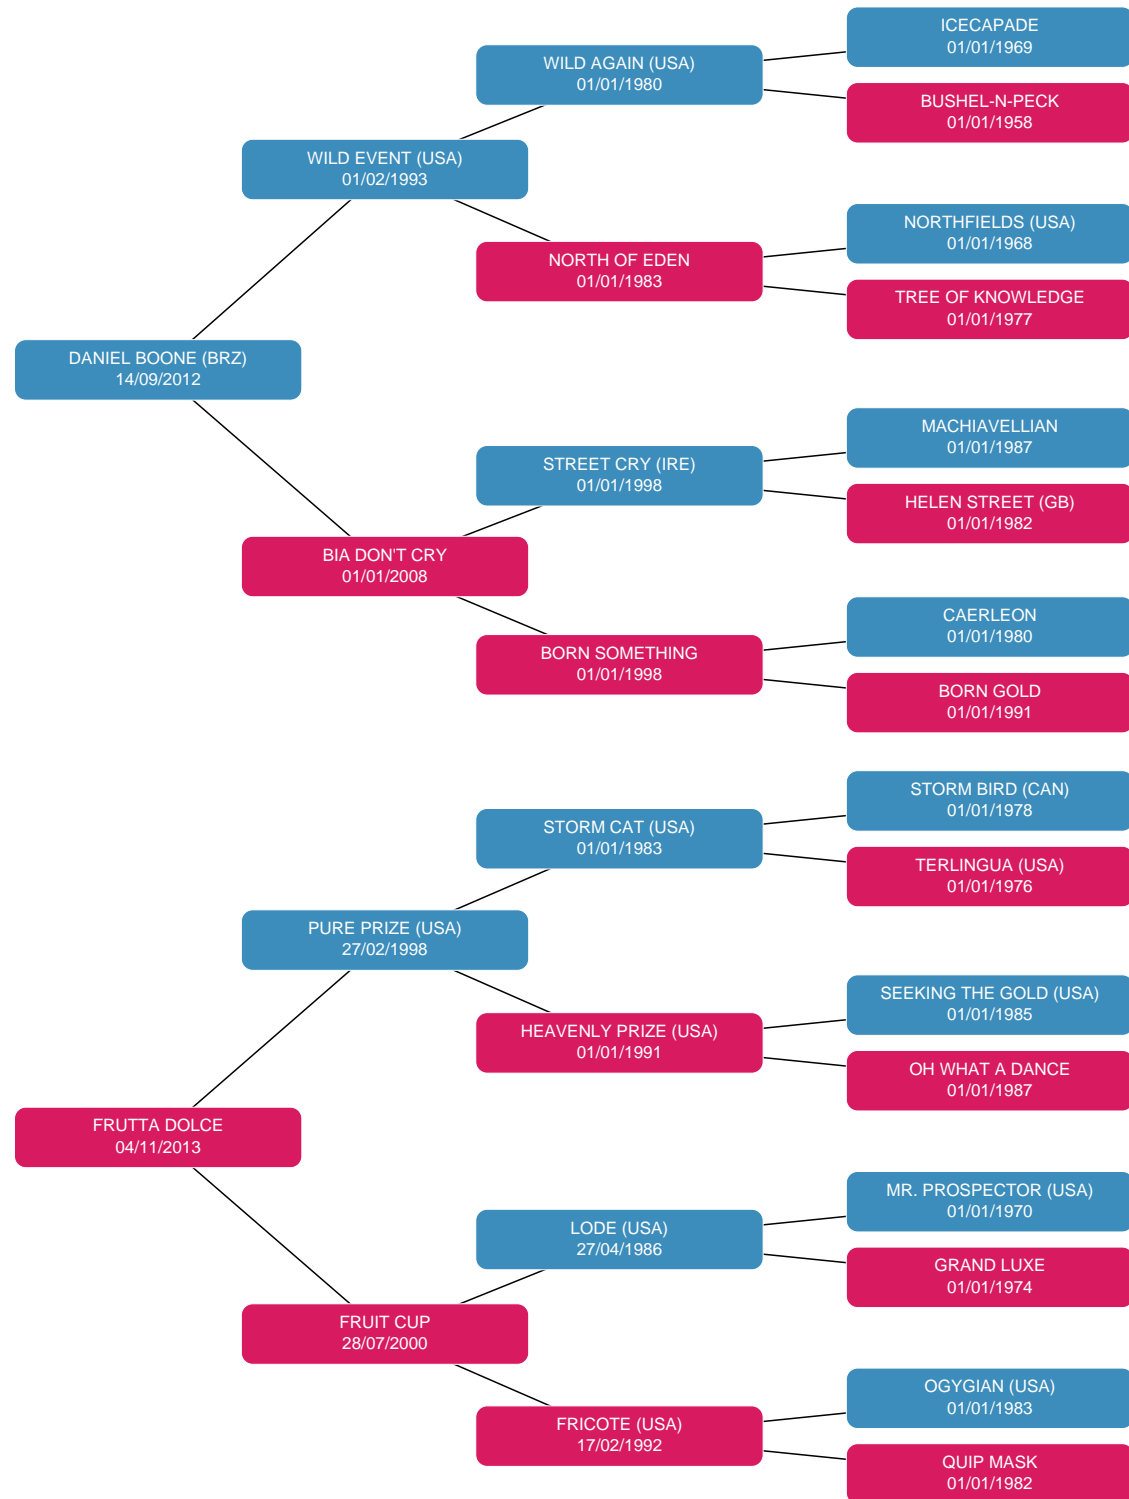 ICECAPADE
01/01/1969
WILD AGAIN (USA)
01/01/1980
BUSHEL-N-PECK
01/01/1958
WILD EVENT (USA)
01/02/1993
NORTHFIELDS (USA)
01/01/1968
NORTH OF EDEN
01/01/1983
TREE OF KNOWLEDGE
01/01/1977
DANIEL BOONE (BRZ)
14/09/2012
MACHIAVELLIAN
01/01/1987
STREET CRY (IRE)
01/01/1998
HELEN STREET (GB)
01/01/1982
BIA DON'T CRY
01/01/2008
CAERLEON
01/01/1980
BORN SOMETHING
01/01/1998
BORN GOLD
01/01/1991
STORM BIRD (CAN)
01/01/1978
STORM CAT (USA)
01/01/1983
TERLINGUA (USA)
01/01/1976
PURE PRIZE (USA)
27/02/1998
SEEKING THE GOLD (USA)
01/01/1985
HEAVENLY PRIZE (USA)
01/01/1991
OH WHAT A DANCE
01/01/1987
FRUTTA DOLCE
04/11/2013
MR. PROSPECTOR (USA)
01/01/1970
LODE (USA)
27/04/1986
GRAND LUXE
01/01/1974
FRUIT CUP
28/07/2000
OGYGIAN (USA)
01/01/1983
FRICOTE (USA)
17/02/1992
QUIP MASK
01/01/1982